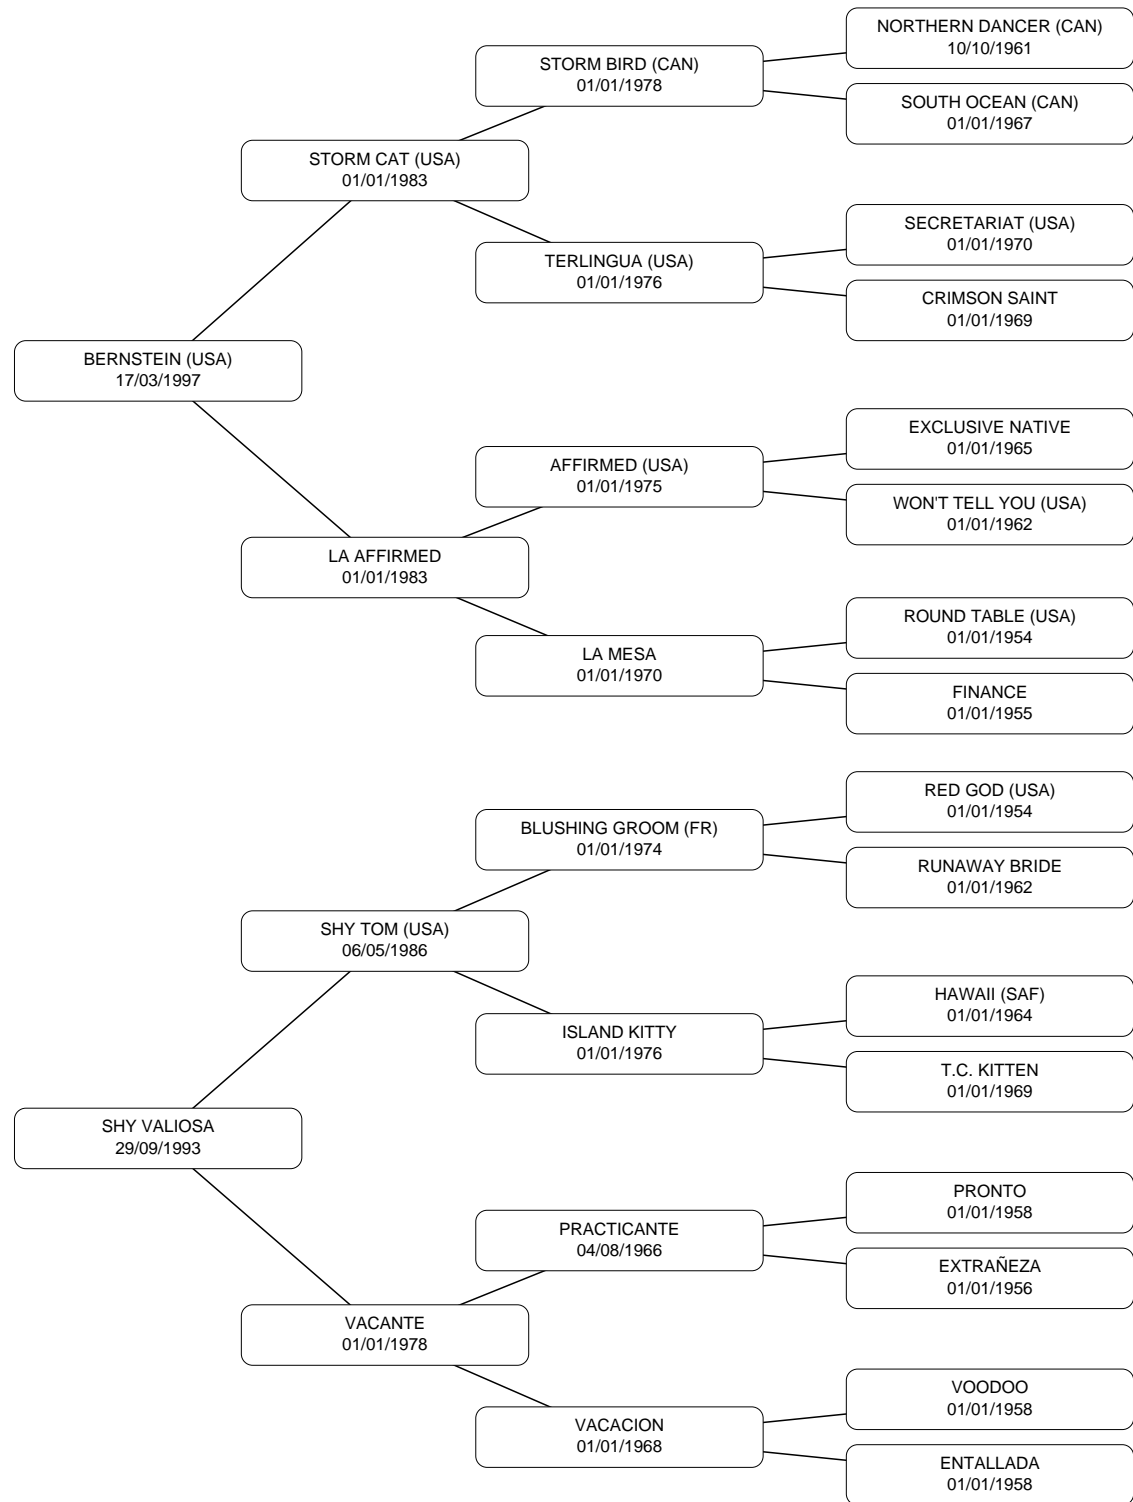 NORTHERN DANCER (CAN)
10/10/1961
STORM BIRD (CAN)
01/01/1978
SOUTH OCEAN (CAN)
01/01/1967
STORM CAT (USA)
01/01/1983
SECRETARIAT (USA)
01/01/1970
TERLINGUA (USA)
01/01/1976
CRIMSON SAINT
01/01/1969
BERNSTEIN (USA)
17/03/1997
EXCLUSIVE NATIVE
01/01/1965
AFFIRMED (USA)
01/01/1975
WON'T TELL YOU (USA)
01/01/1962
LA AFFIRMED
01/01/1983
ROUND TABLE (USA)
01/01/1954
LA MESA
01/01/1970
FINANCE
01/01/1955
RED GOD (USA)
01/01/1954
BLUSHING GROOM (FR)
01/01/1974
RUNAWAY BRIDE
01/01/1962
SHY TOM (USA)
06/05/1986
HAWAII (SAF)
01/01/1964
ISLAND KITTY
01/01/1976
T.C. KITTEN
01/01/1969
SHY VALIOSA
29/09/1993
PRONTO
01/01/1958
PRACTICANTE
04/08/1966
EXTRAÑEZA
01/01/1956
VACANTE
01/01/1978
VOODOO
01/01/1958
VACACION
01/01/1968
ENTALLADA
01/01/1958